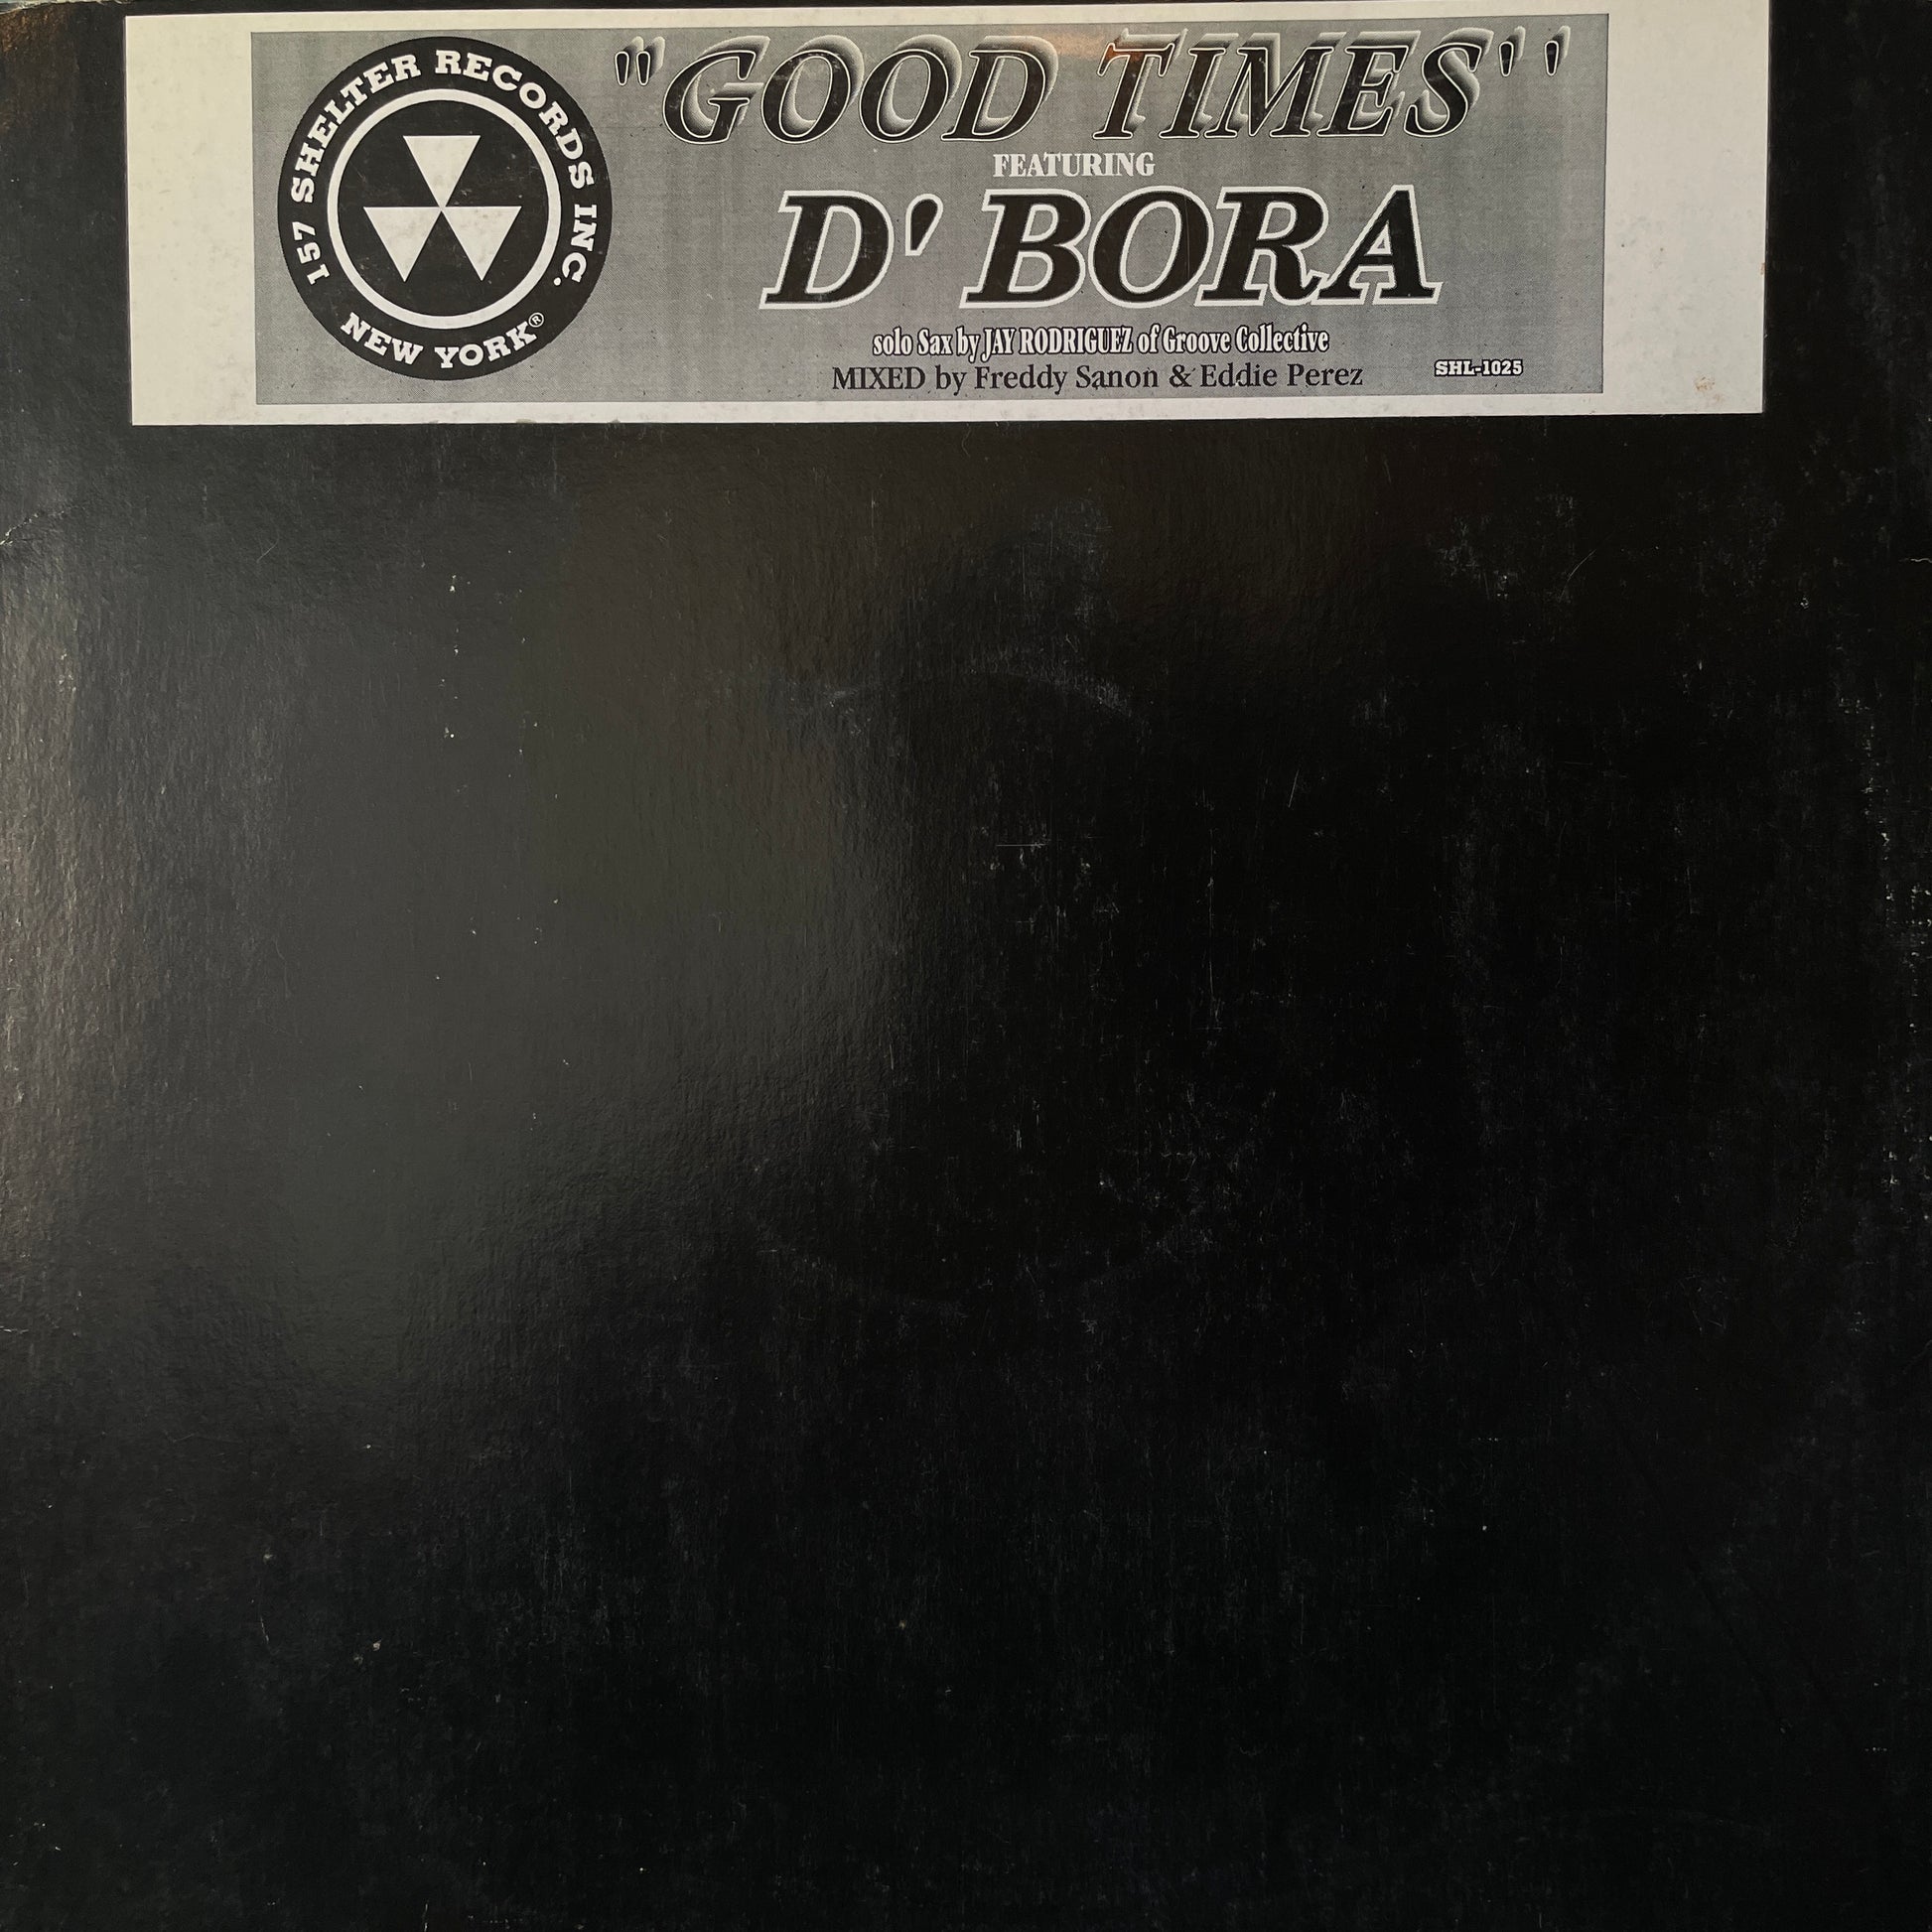 157 SHELTER RECORDS INC.
NEW YORK®
"GOOD TIMES''
FEATURING
D' BORA
solo Sax by JAY RODRIGUEZ of Groove Collective
MIXED by Freddy Sanon & Eddie Perez
SHL-1025